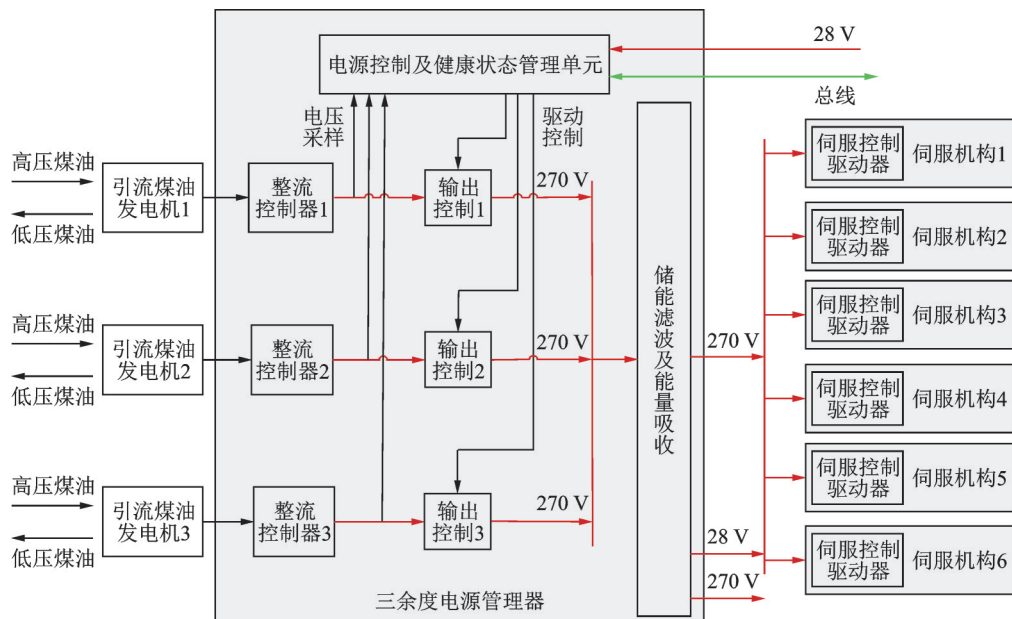 28 V
电源控制及健康状态管理单元
总线
电压
采样
驱动
控制
高压煤油
低压煤油
引流煤油
发电机1
整流
控制器1
输出
控制1
270 V
高压煤油
低压煤油
引流煤油
发电机2
整流
控制器2
输出
控制2
270 V
高压煤油
低压煤油
引流煤油
发电机3
整流
控制器3
输出
控制3
270 V
储能滤波及能量吸收
270 V
28 V
270 V
三余度电源管理器
伺服控制
驱动器
伺服机构1
伺服控制
驱动器
伺服机构2
伺服控制
驱动器
伺服机构3
伺服控制
驱动器
伺服机构4
伺服控制
驱动器
伺服机构5
伺服控制
驱动器
伺服机构6